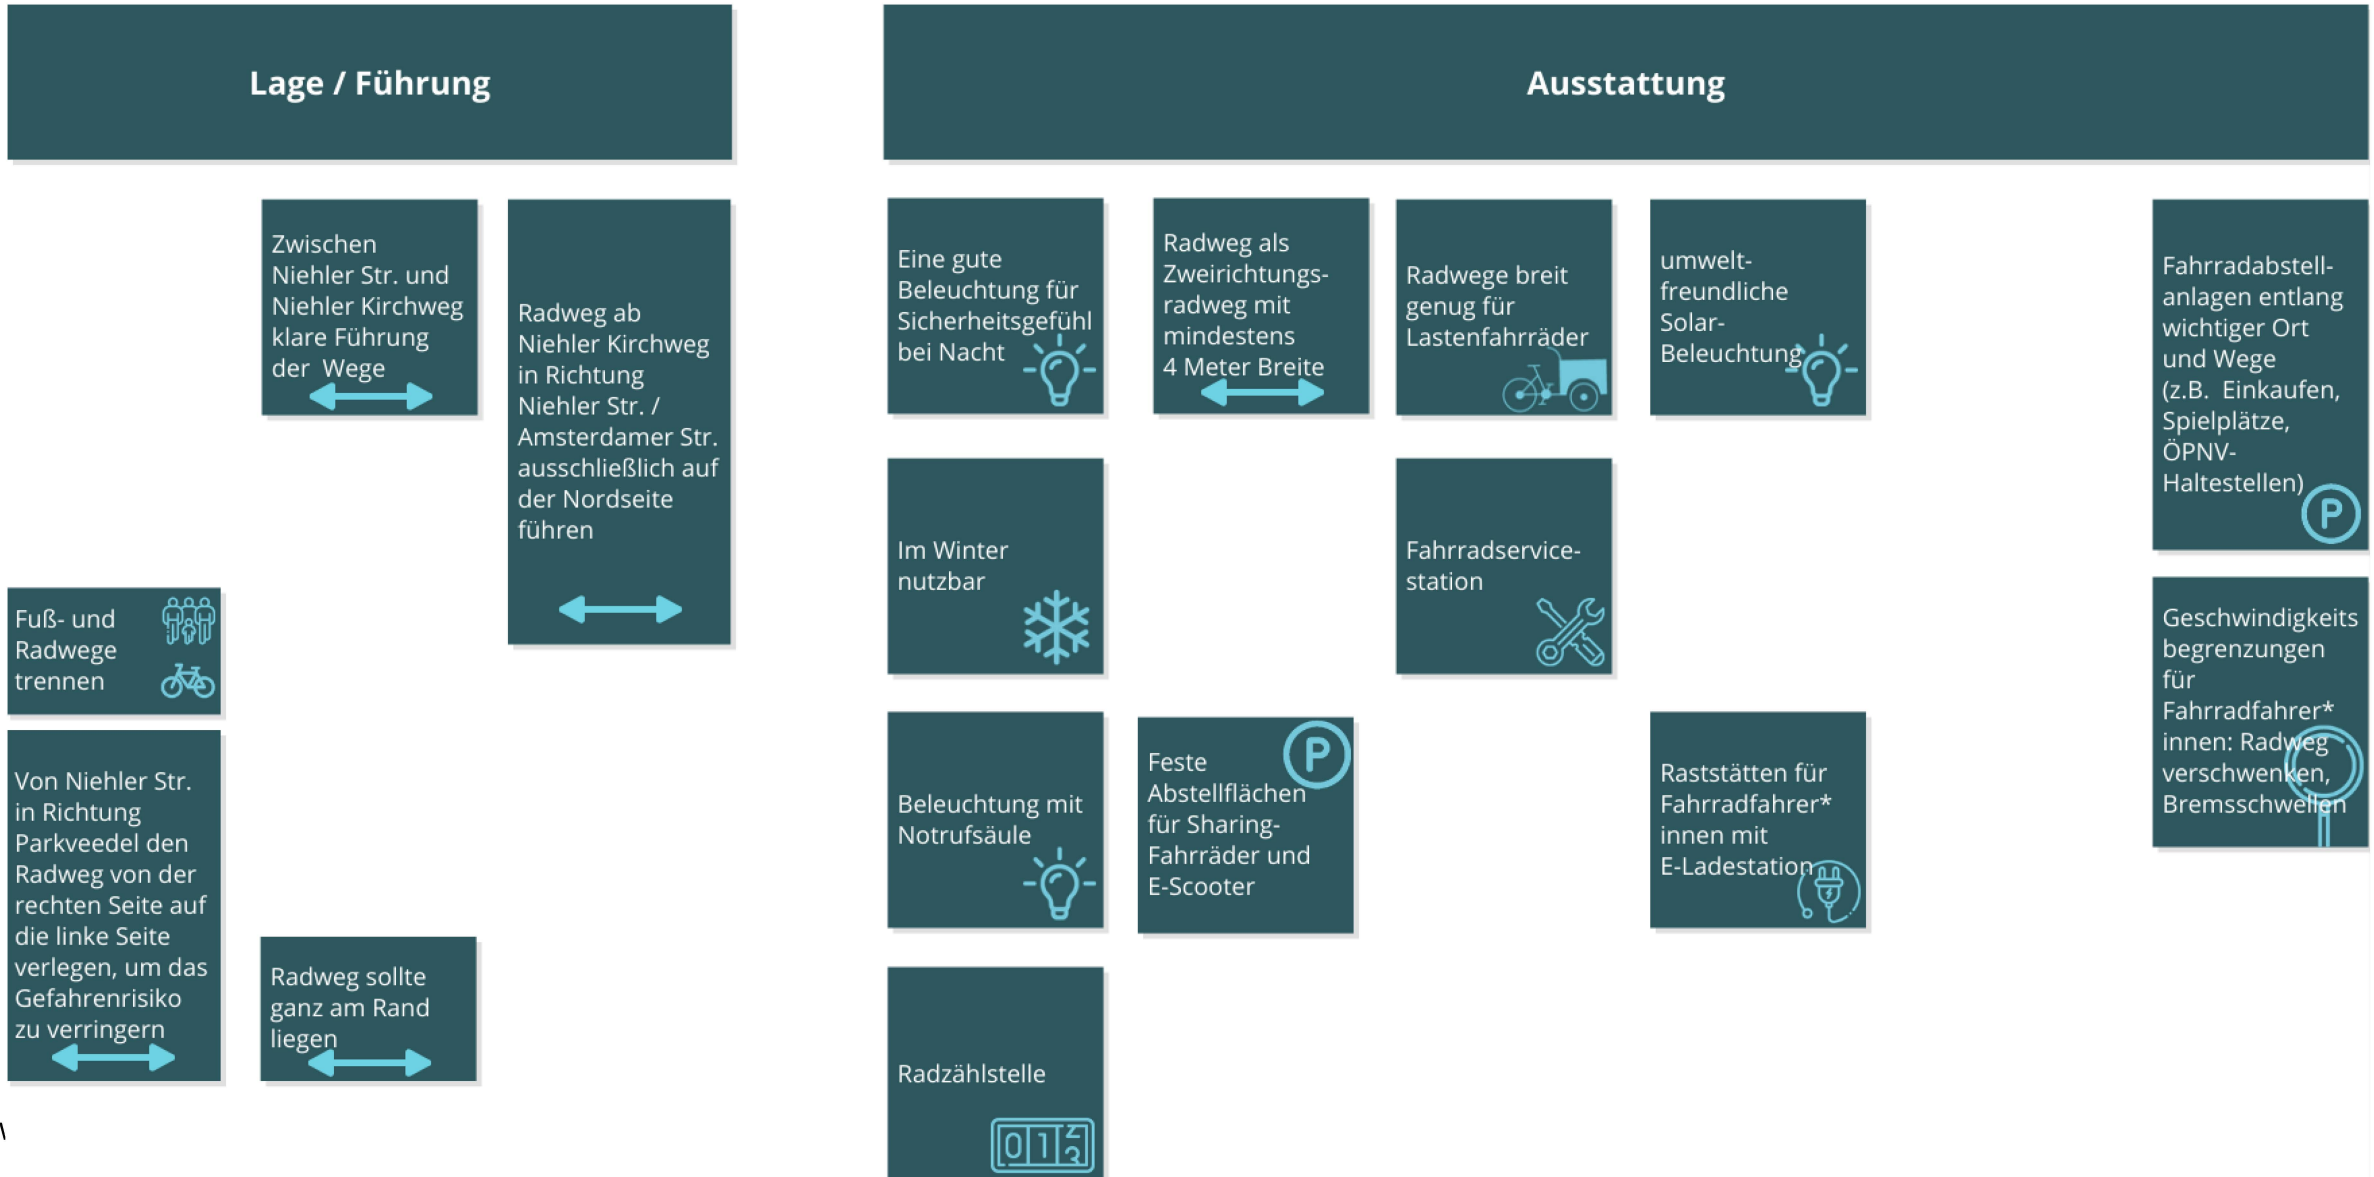 Lage / Führung
Zwischen
Niehler Str. und
Niehler Kirchweg
klare Führung
der  Wege
Radweg ab
Niehler Kirchweg
in Richtung
Niehler Str. /
Amsterdamer Str.
ausschließlich auf
der Nordseite
führen
Fuß- und
Radwege
trennen
Von Niehler Str.
in Richtung
Parkveedel den
Radweg von der
rechten Seite auf
die linke Seite
verlegen, um das
Gefahrenrisiko
zu verringern
Radweg sollte
ganz am Rand
liegen
\
Ausstattung
Eine gute
Beleuchtung für
Sicherheitsgefühl
bei Nacht
Radweg als
Zweirichtungs-
radweg mit
mindestens
4 Meter Breite
Radwege breit
genug für
Lastenfahrräder
umwelt-
freundliche
Solar-
Beleuchtung
Fahrradabstell-
anlagen entlang
wichtiger Ort
und Wege
(z.B.  Einkaufen,
Spielplätze,
ÖPNV-
Haltestellen)
P
Im Winter
nutzbar
Fahrradservice-
station
Geschwindigkeits
begrenzungen
für
Fahrradfahrer*
innen: Radweg
verschwenken,
Bremsschwellen
Beleuchtung mit
Notrufsäule
P
Feste
Abstellflächen
für Sharing-
Fahrräder und
E-Scooter
Raststätten für
Fahrradfahrer*
innen mit
E-Ladestation
Radzählstelle
0 1 2
3